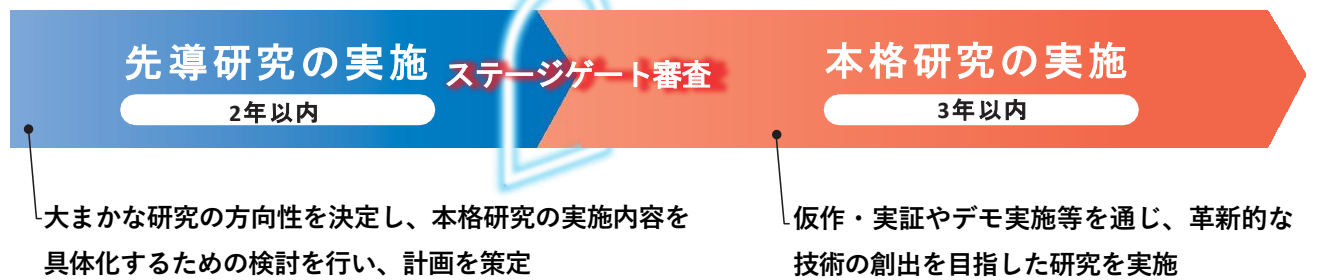 先導研究の実施
2年以内
ステージゲート審査
本格研究の実施
3年以内
大まかな研究の方向性を決定し、本格研究の実施内容を
具体化するための検討を行い、計画を策定
仮作・実証やデモ実施等を通じ、革新的な
技術の創出を目指した研究を実施